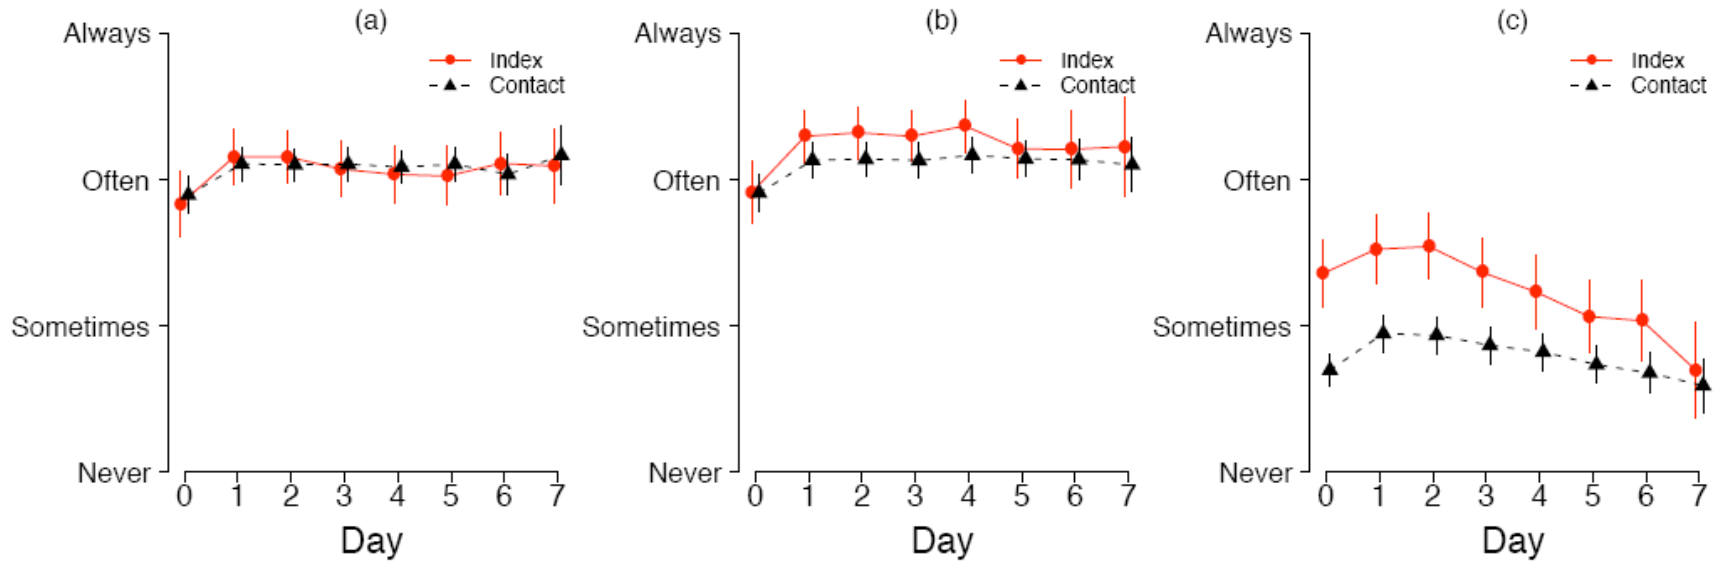 (a)
Always
Often
Sometimes
Never
Index
Contact
0 1 2 3 4 5 6 7
Day
(b)
Always
Often
Sometimes
Never
Index
Contact
0 1 2 3 4 5 6 7
Day
(c)
Always
Often
Sometimes
Never
Index
Contact
0 1 2 3 4 5 6 7
Day